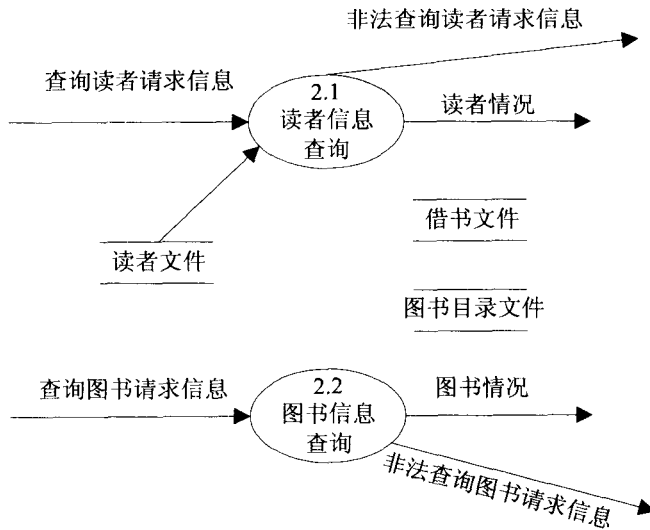 非法查询读者请求信息
查询读者请求信息
2.1
读者信息
查询
读者情况
借书文件
读者文件
图书目录文件
查询图书请求信息
2.2
图书信息
查询
图书情况
非法查询图书请求信息